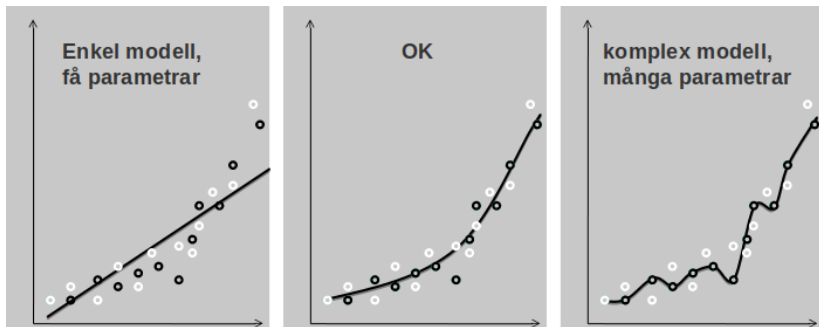 Enkel modell,
få parametrar
OK
komplex modell,
många parametrar